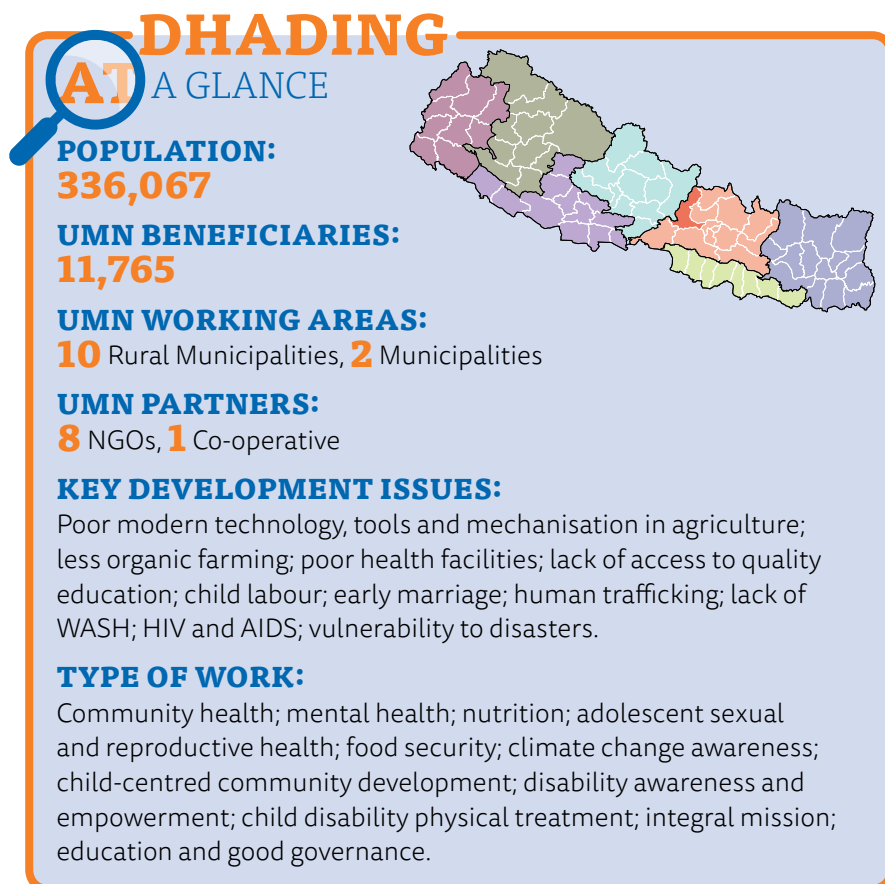 DHADING
AT A GLANCE
POPULATION:
336,067
UMN BENEFICIARIES:
11,765
UMN WORKING AREAS:
10 Rural Municipalities, 2 Municipalities
UMN PARTNERS:
8 NGOs, 1 Co-operative
KEY DEVELOPMENT ISSUES:
Poor modern technology, tools and mechanisation in agriculture;
less organic farming; poor health facilities; lack of access to quality
education; child labour; early marriage; human trafficking; lack of
WASH; HIV and AIDS; vulnerability to disasters.
TYPE OF WORK:
Community health; mental health; nutrition; adolescent sexual
and reproductive health; food security; climate change awareness;
child-centred community development; disability awareness and
empowerment; child disability physical treatment; integral mission;
education and good governance.